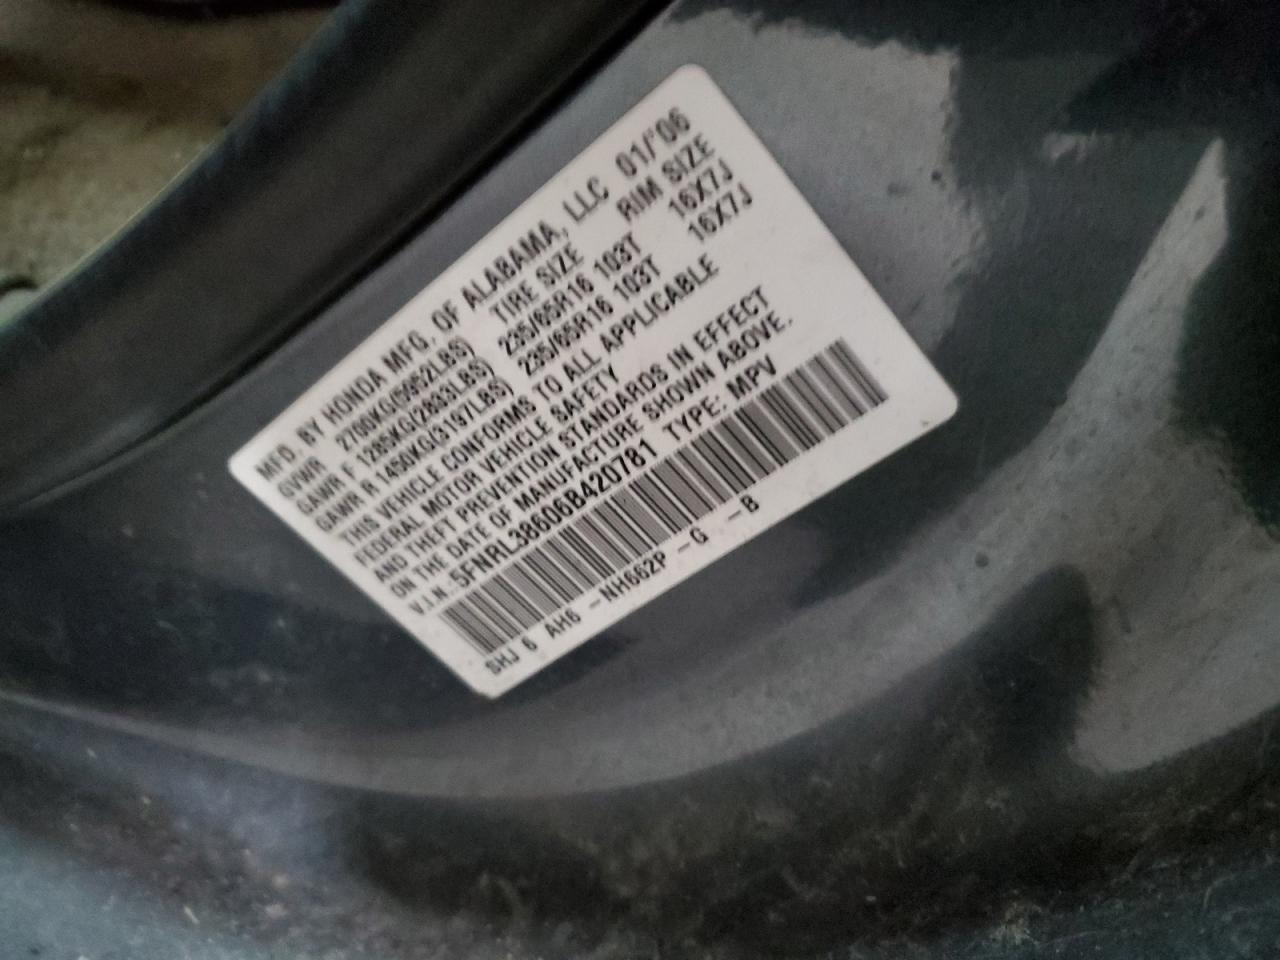 MFD. BY HONDA MFG. OF ALABAMA, LLC 01/'06
GVWR 2700KG(5952LBS) TIRE SIZE RIM SIZE
GAWR F 1285KG(2833LBS) 235/65R16 103T 16X7J
GAWR R 1450KG(3197LBS) 235/65R16 103T 16X7J
THIS VEHICLE CONFORMS TO ALL APPLICABLE
FEDERAL MOTOR VEHICLE SAFETY
AND THEFT PREVENTION STANDARDS IN EFFECT
ON THE DATE OF MANUFACTURE SHOWN ABOVE.
V.I.N.:5FNRL38606B420781 TYPE: MPV
SHJ 6 AH6 -NH662P -G -B